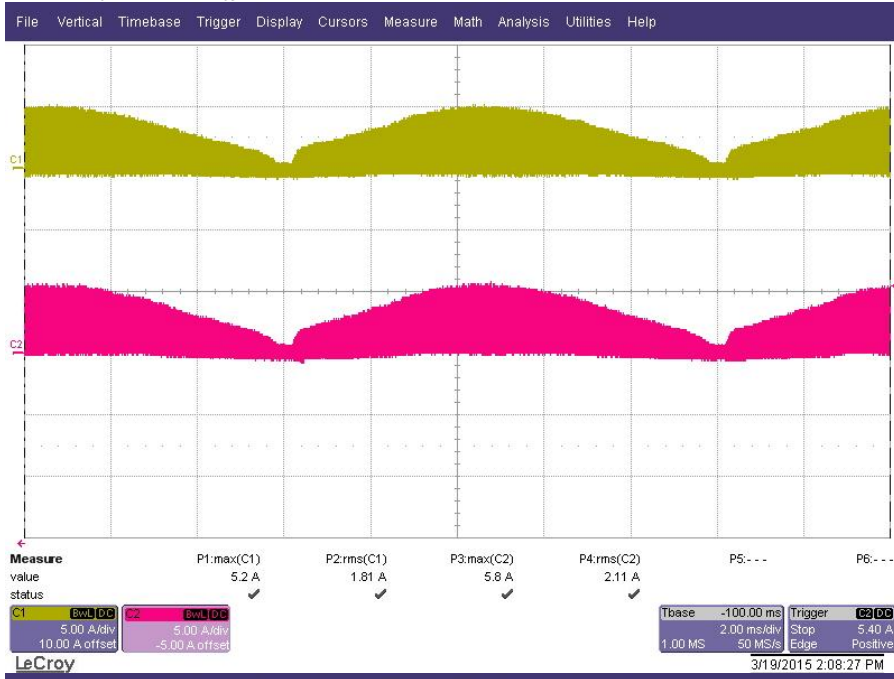 File Vertical Timebase Trigger Display Cursors Measure Math Analysis Utilities Help
C1
C2
Measure P1:max(C1) P2:rms(C1) P3:max(C2) P4:rms(C2) P5:- - - P6:- - -
value 5.2 A 1.81 A 5.8 A 2.11 A
status ✓ ✓ ✓ ✓
C1 BwL DC C2 BwL DC Tbase -100.00 ms Trigger C2 DC
5.00 A/div 5.00 A/div 2.00 ms/div Stop 5.40 A
10.00 A offset -5.00 A offset 1.00 MS 50 MS/s Edge Positive
LeCroy 3/19/2015 2:08:27 PM